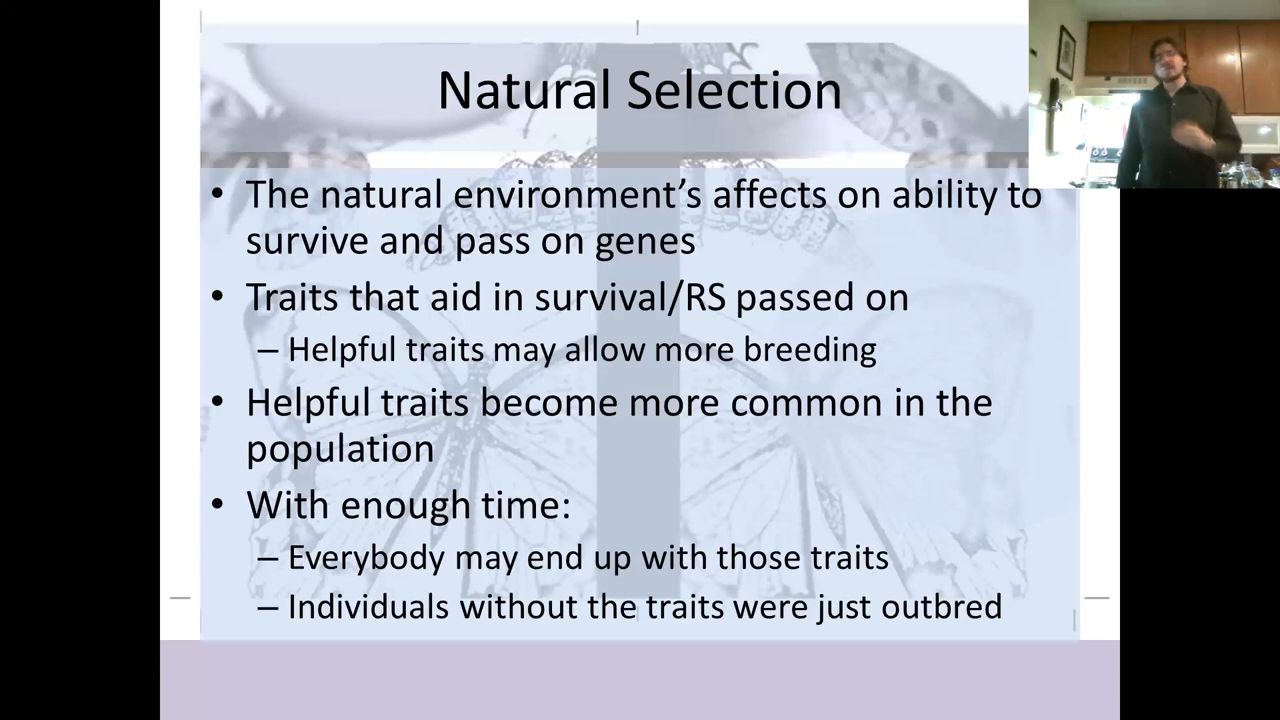 Natural Selection
• The natural environment’s affects on ability to
survive and pass on genes
• Traits that aid in survival/RS passed on
– Helpful traits may allow more breeding
• Helpful traits become more common in the
population
• With enough time:
– Everybody may end up with those traits
– Individuals without the traits were just outbred